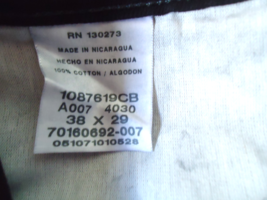 RN 130273
MADE IN NICARAGUA
HECHO EN NICARAGUA
100% COTTON / ALGODON
1087619CB
A007 4030
38 X 29
70160692-007
051071010528